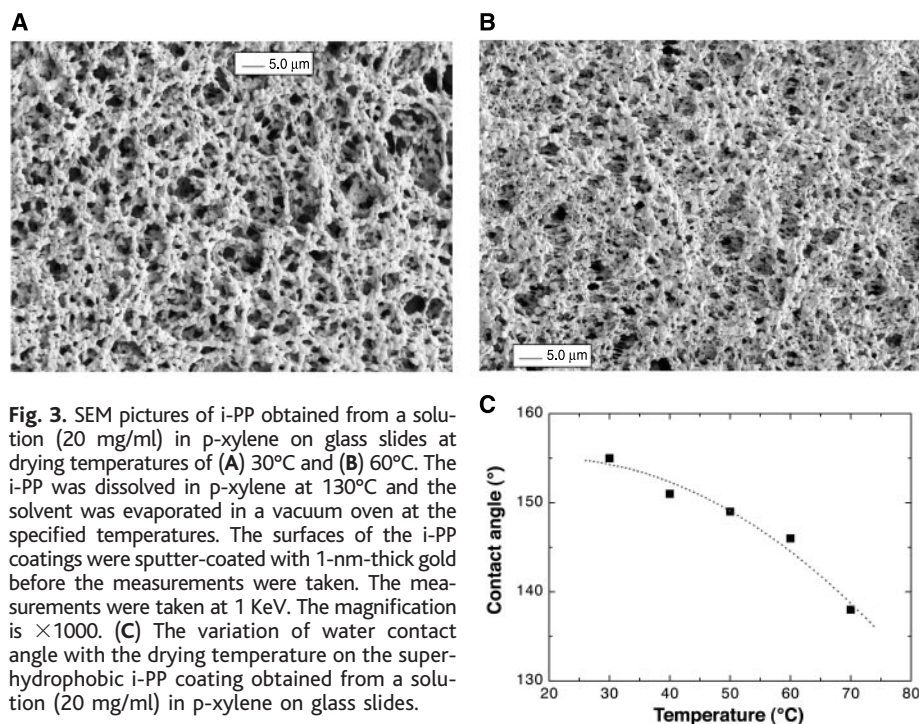 A
5.0 µm
B
5.0 µm
Fig. 3. SEM pictures of i-PP obtained from a solu-
tion (20 mg/ml) in p-xylene on glass slides at
drying temperatures of (A) 30°C and (B) 60°C. The
i-PP was dissolved in p-xylene at 130°C and the
solvent was evaporated in a vacuum oven at the
specified temperatures. The surfaces of the i-PP
coatings were sputter-coated with 1-nm-thick gold
before the measurements were taken. The mea-
surements were taken at 1 KeV. The magnification
is ×1000. (C) The variation of water contact
angle with the drying temperature on the super-
hydrophobic i-PP coating obtained from a solu-
tion (20 mg/ml) in p-xylene on glass slides.
C
160
150
140
130
Contact angle (°)
20 30 40 50 60 70 80
Temperature (°C)